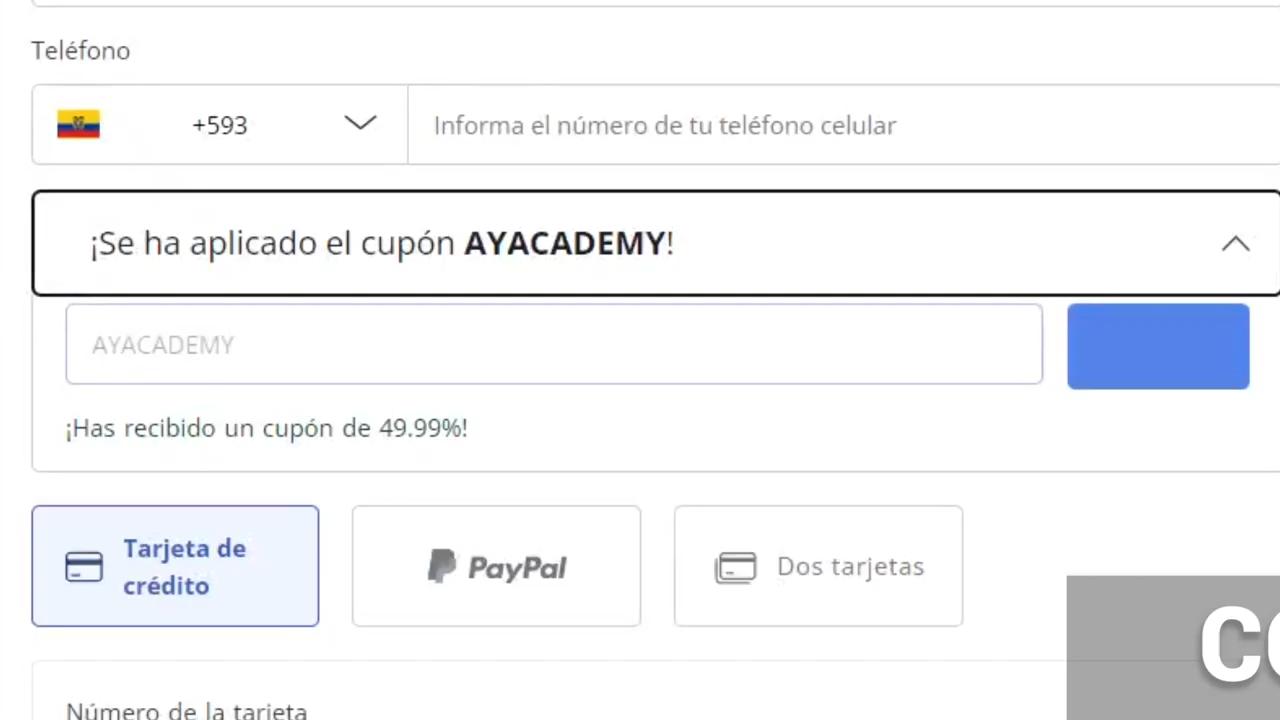 Teléfono
+593
Informa el número de tu teléfono celular
¡Se ha aplicado el cupón AYACADEMY!
AYACADEMY
¡Has recibido un cupón de 49.99%!
Tarjeta de
crédito
PayPal
Dos tarjetas
Número de la tarjeta